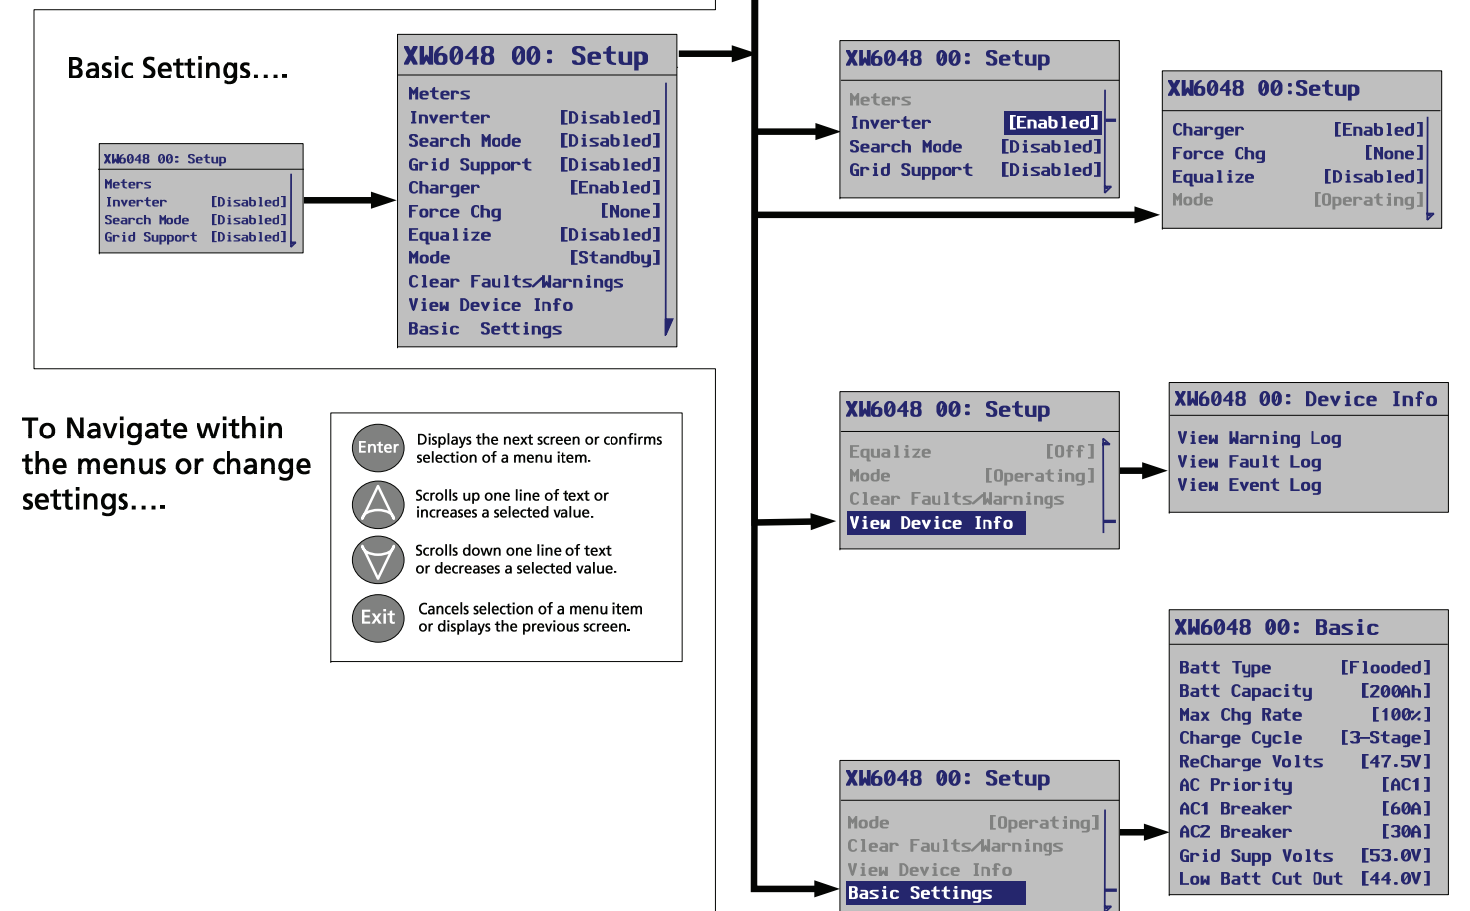 Basic Settings....
XW6048 00: Setup
Meters
Inverter [Disabled]
Search Mode [Disabled]
Grid Support [Disabled]
XW6048 00: Setup
Meters
Inverter [Disabled]
Search Mode [Disabled]
Grid Support [Disabled]
Charger [Enabled]
Force Chg [None]
Equalize [Disabled]
Mode [Standby]
Clear Faults/Warnings
View Device Info
Basic Settings
To Navigate within
the menus or change
settings....
Enter
Displays the next screen or confirms
selection of a menu item.
Scrolls up one line of text or
increases a selected value.
Scrolls down one line of text
or decreases a selected value.
Exit
Cancels selection of a menu item
or displays the previous screen.
XW6048 00: Setup
Meters
Inverter [Enabled]
Search Mode [Disabled]
Grid Support [Disabled]
XW6048 00:Setup
Charger [Enabled]
Force Chg [None]
Equalize [Disabled]
Mode [Operating]
XW6048 00: Setup
Equalize [Off]
Mode [Operating]
Clear Faults/Warnings
View Device Info
XW6048 00: Device Info
View Warning Log
View Fault Log
View Event Log
XW6048 00: Setup
Mode [Operating]
Clear Faults/Warnings
View Device Info
Basic Settings
XW6048 00: Basic
Batt Type [Flooded]
Batt Capacity [200Ah]
Max Chg Rate [100%]
Charge Cycle [3-Stage]
ReCharge Volts [47.5V]
AC Priority [AC1]
AC1 Breaker [60A]
AC2 Breaker [30A]
Grid Supp Volts [53.0V]
Low Batt Cut Out [44.0V]